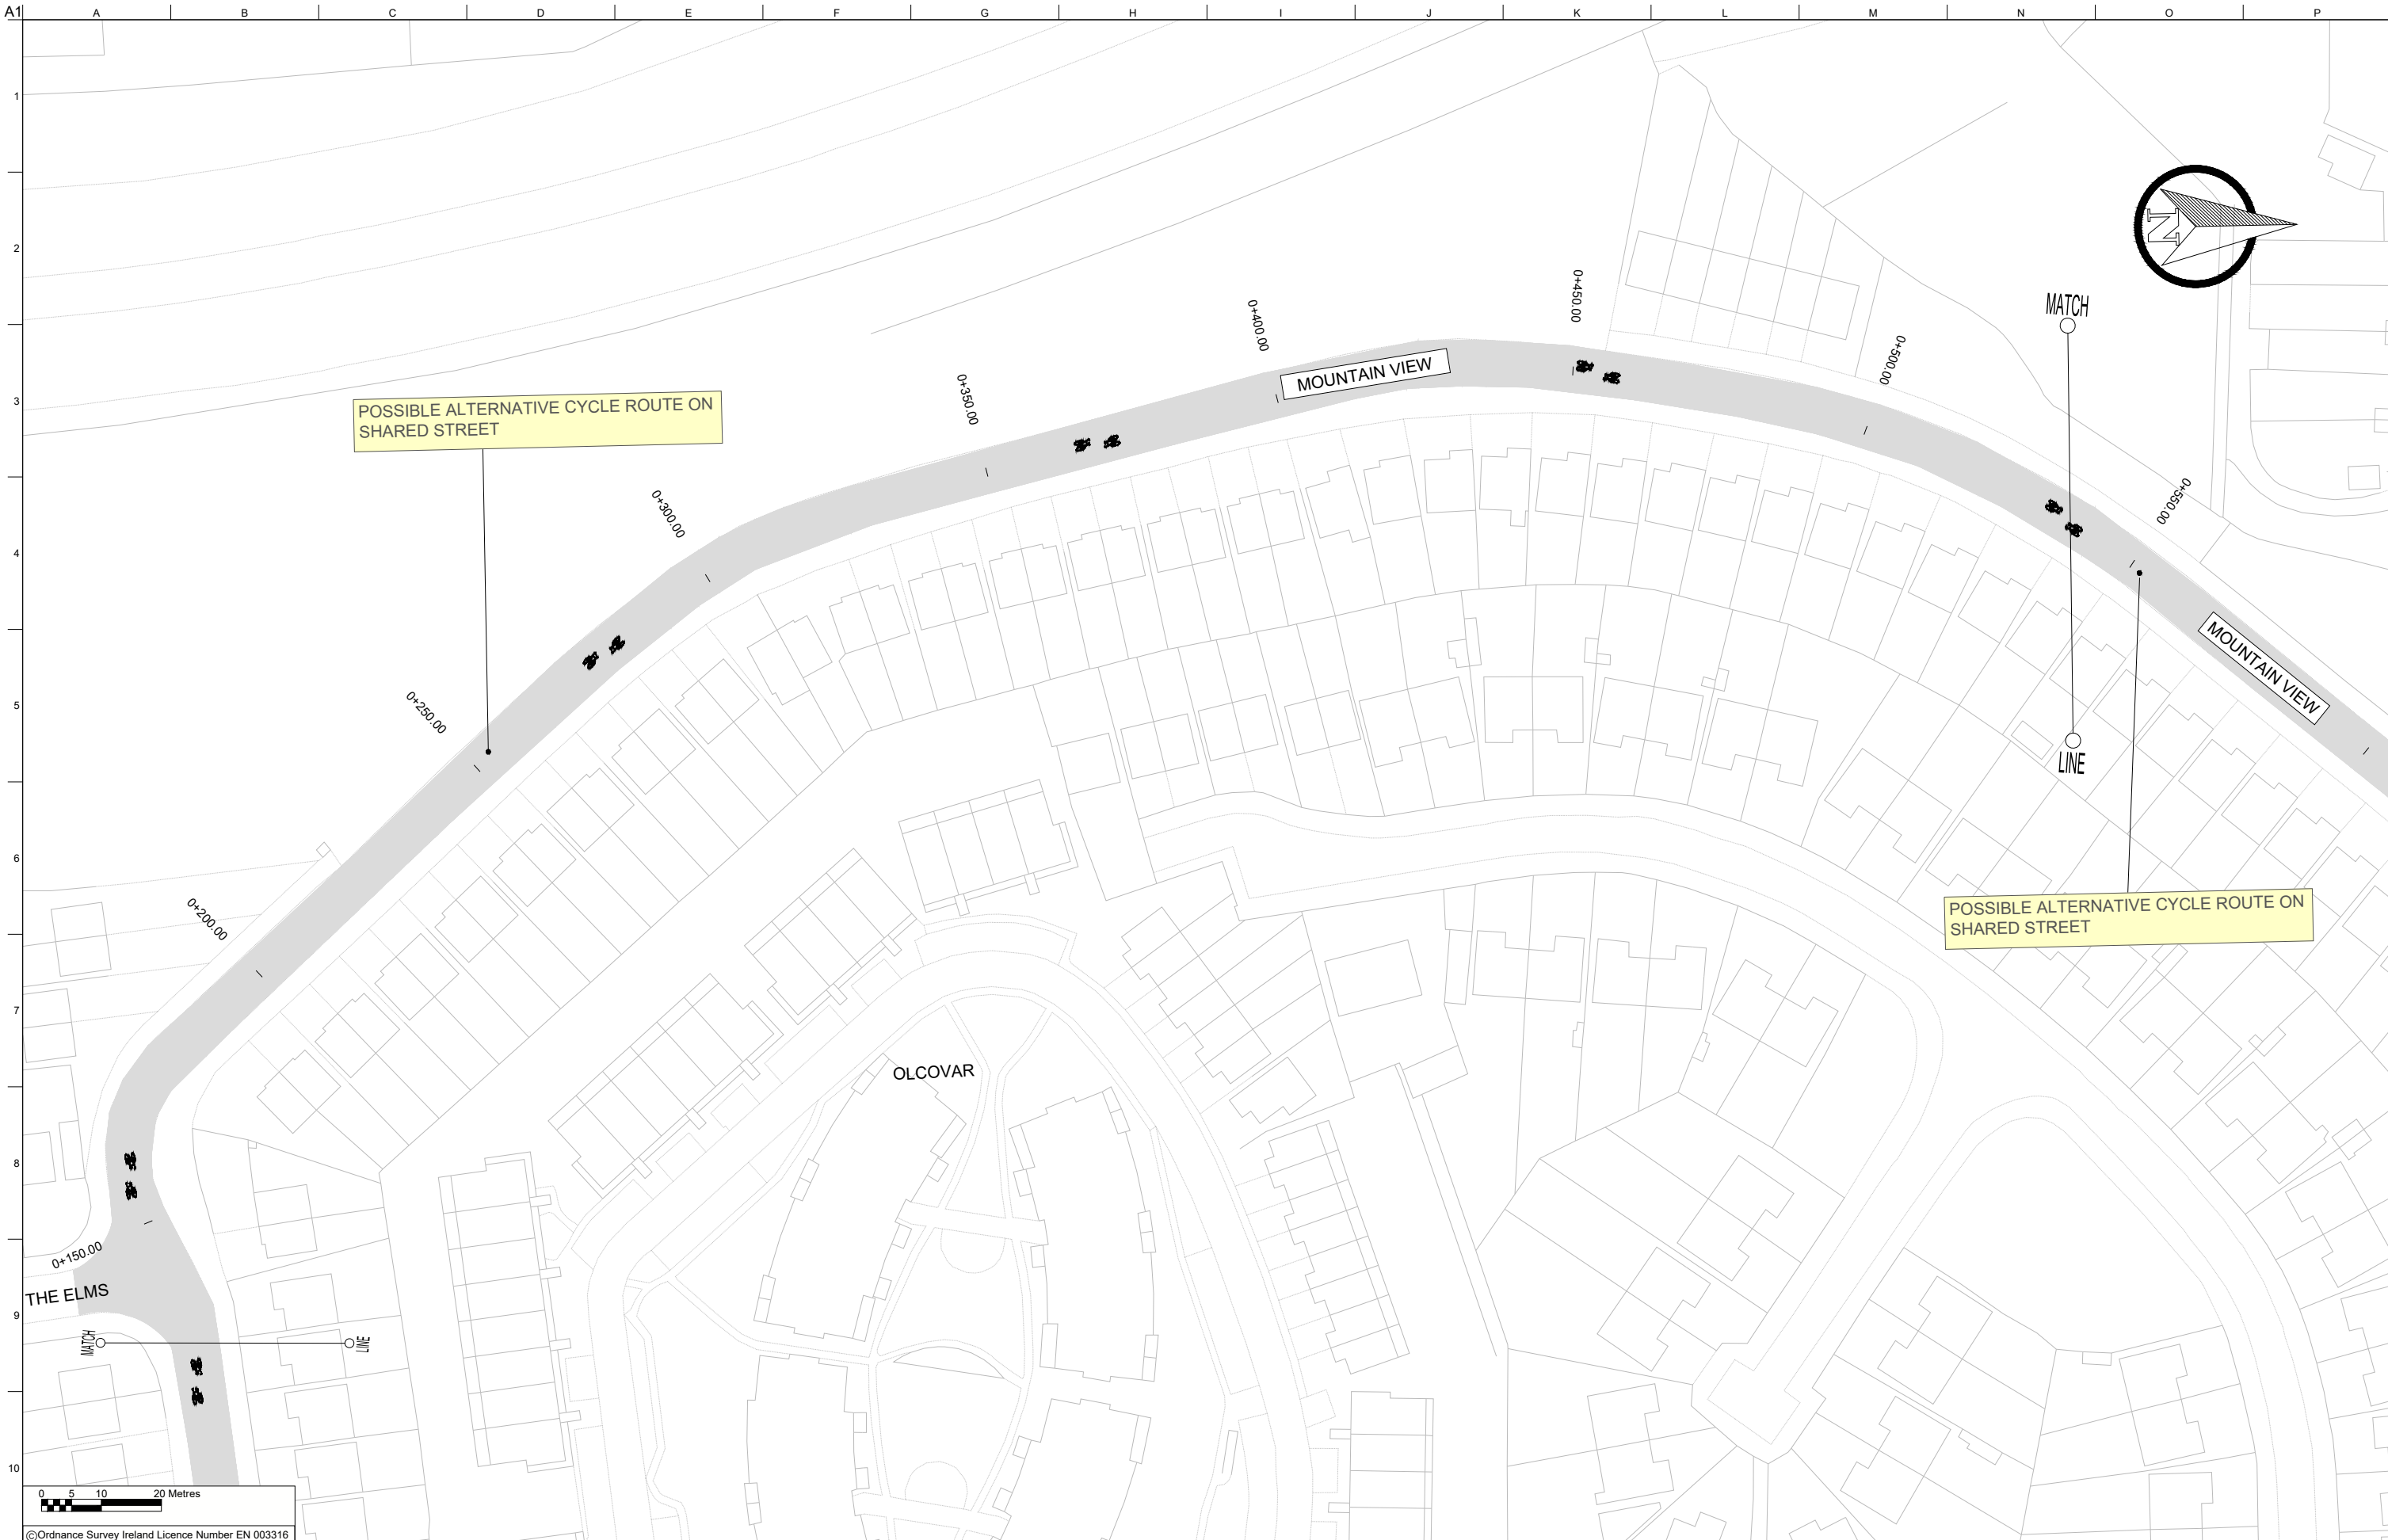 A1 A B C D E F G H I J K L M N O P
1
2
3
4
5
6
7
8
9
10
N
MATCH
LINE
0+450.00
0+400.00
0+500.00
0+350.00
MOUNTAIN VIEW
POSSIBLE ALTERNATIVE CYCLE ROUTE ON
SHARED STREET
0+300.00
0+550.00
0+250.00
MOUNTAIN VIEW
0+200.00
POSSIBLE ALTERNATIVE CYCLE ROUTE ON
SHARED STREET
OLCOVAR
0+150.00
THE ELMS
MATCH
LINE
0 5 10 20 Metres
©Ordnance Survey Ireland Licence Number EN 003316